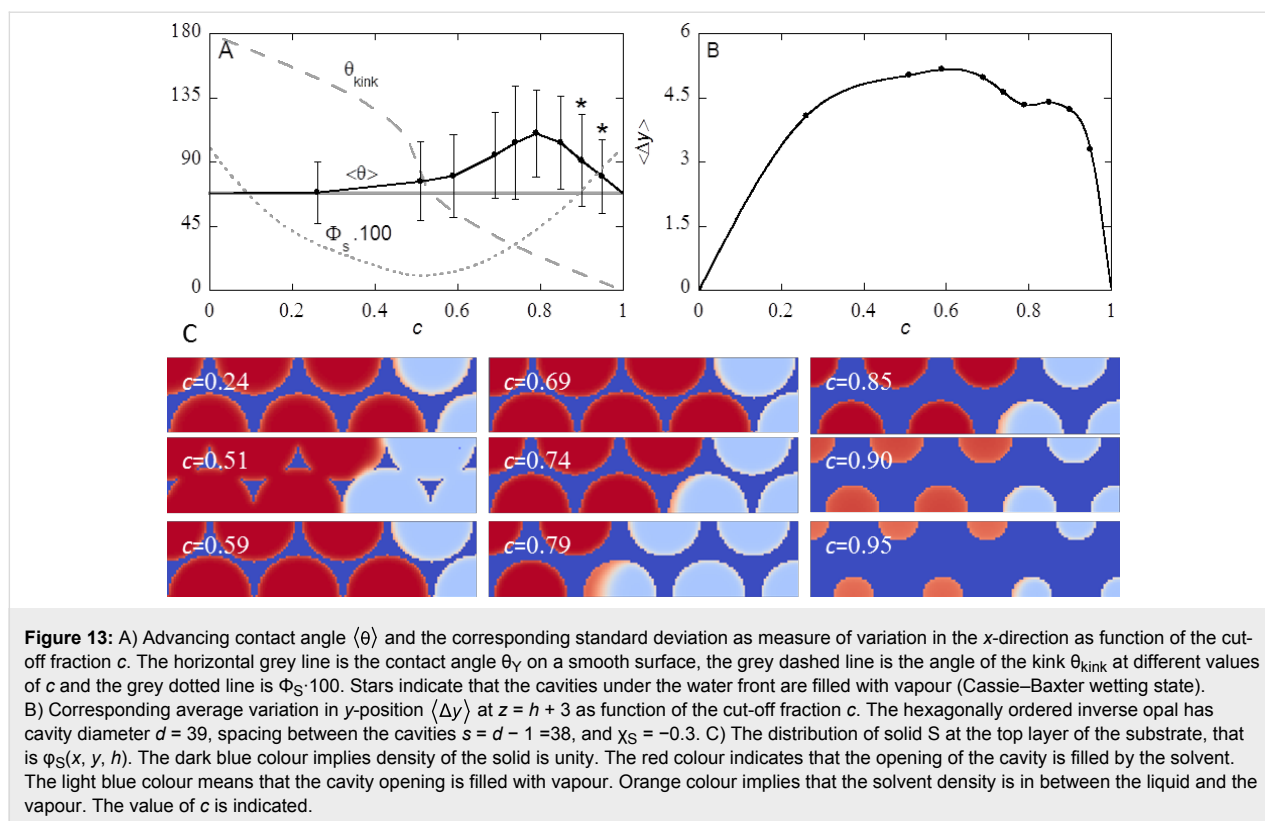 180
135
90
45
0
A
θkink
* *
<θ>
Φs .100
0 0.2 0.4 0.6 0.8 1
c
6
4.5
3
1.5
0
<Δy>
B
0 0.2 0.4 0.6 0.8 1
c
C
c=0.24 c=0.69 c=0.85
c=0.51 c=0.74 c=0.90
c=0.59 c=0.79 c=0.95
Figure 13: A) Advancing contact angle ⟨θ⟩ and the corresponding standard deviation as measure of variation in the x-direction as function of the cut-
off fraction c. The horizontal grey line is the contact angle θY on a smooth surface, the grey dashed line is the angle of the kink θkink at different values
of c and the grey dotted line is ΦS·100. Stars indicate that the cavities under the water front are filled with vapour (Cassie–Baxter wetting state).
B) Corresponding average variation in y-position ⟨Δy⟩ at z = h + 3 as function of the cut-off fraction c. The hexagonally ordered inverse opal has
cavity diameter d = 39, spacing between the cavities s = d − 1 =38, and χS = −0.3. C) The distribution of solid S at the top layer of the substrate, that
is φS(x, y, h). The dark blue colour implies density of the solid is unity. The red colour indicates that the opening of the cavity is filled by the solvent.
The light blue colour means that the cavity opening is filled with vapour. Orange colour implies that the solvent density is in between the liquid and the
vapour. The value of c is indicated.